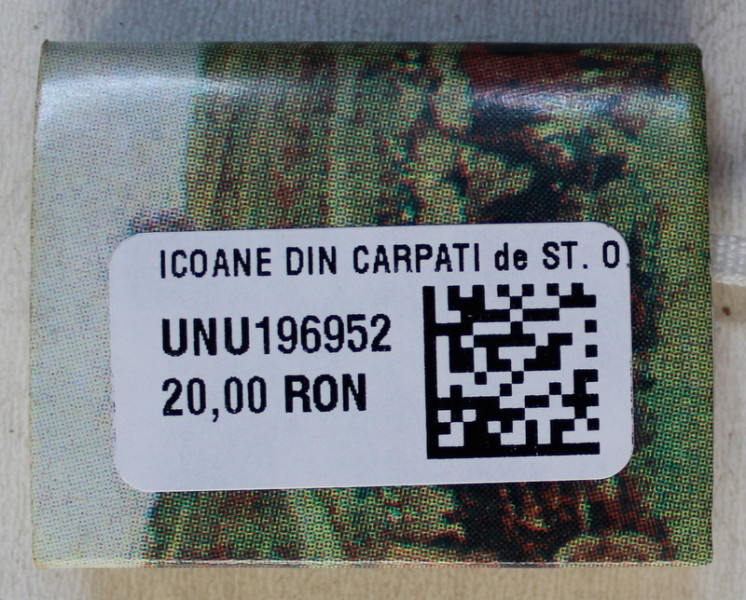 ICOANE DIN CARPATI de ST. O
UNU196952
20,00 RON